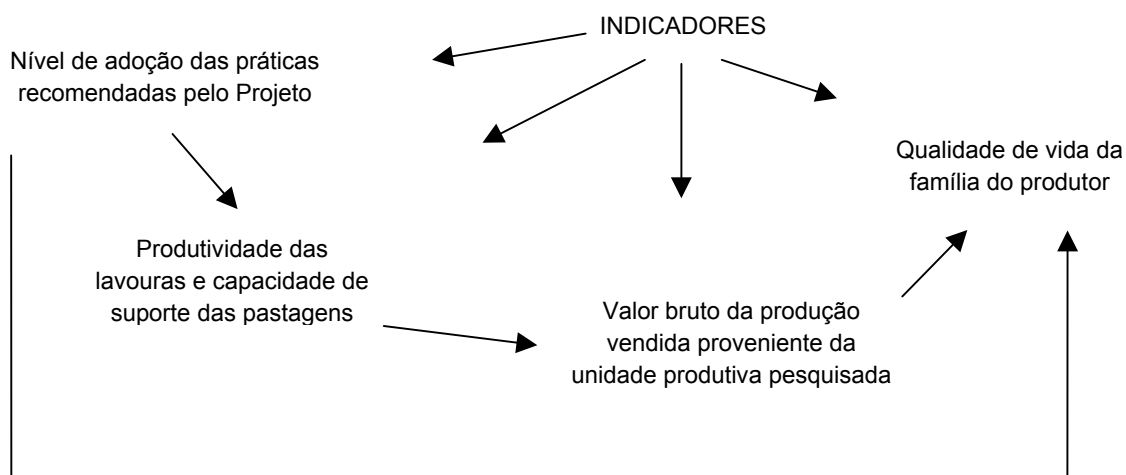 INDICADORES
Nível de adoção das práticas
recomendadas pelo Projeto
Qualidade de vida da
família do produtor
Produtividade das
lavouras e capacidade de
suporte das pastagens
Valor bruto da produção
vendida proveniente da
unidade produtiva pesquisada